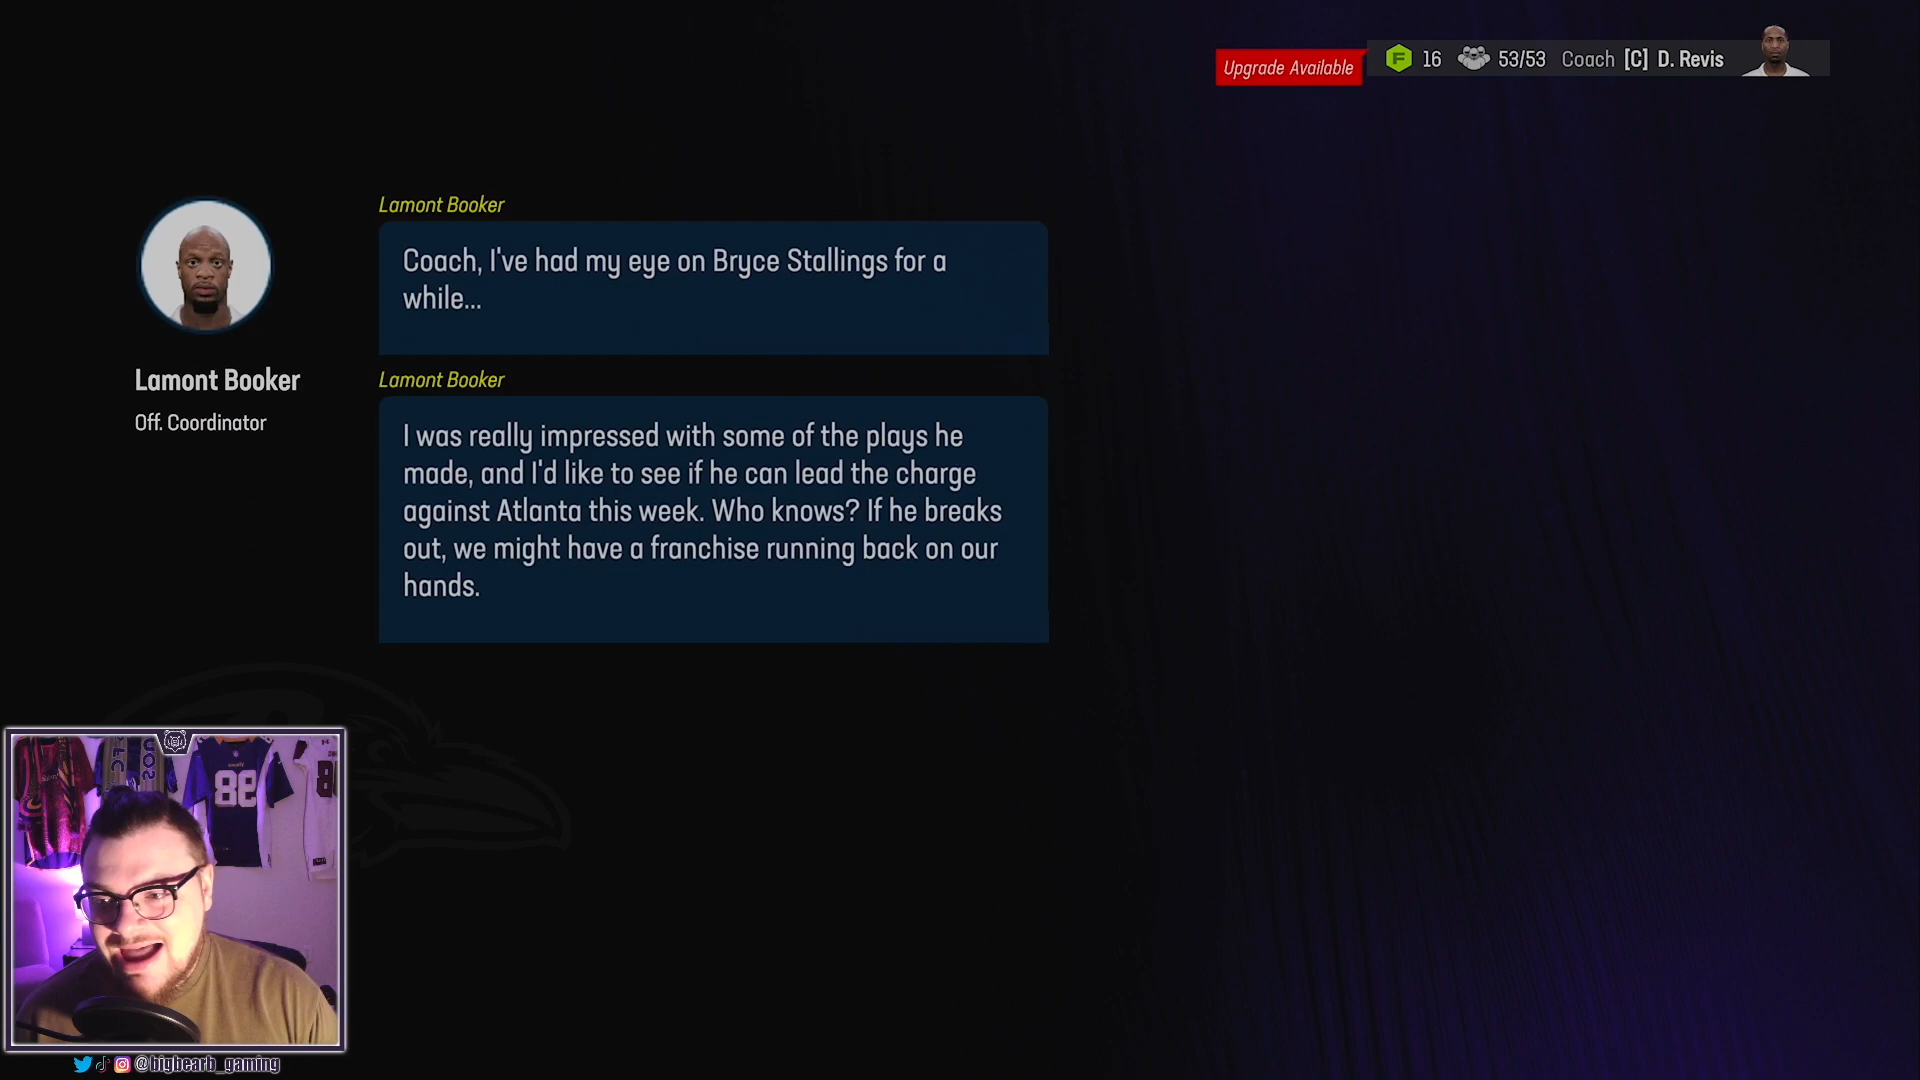 Upgrade Available
F 16 53/53 Coach [C] D. Revis
Lamont Booker
Coach, I've had my eye on Bryce Stallings for a
while...
Lamont Booker
Off. Coordinator
Lamont Booker
I was really impressed with some of the plays he
made, and I'd like to see if he can lead the charge
against Atlanta this week. Who knows? If he breaks
out, we might have a franchise running back on our
hands.
88
@bigbearb_gaming